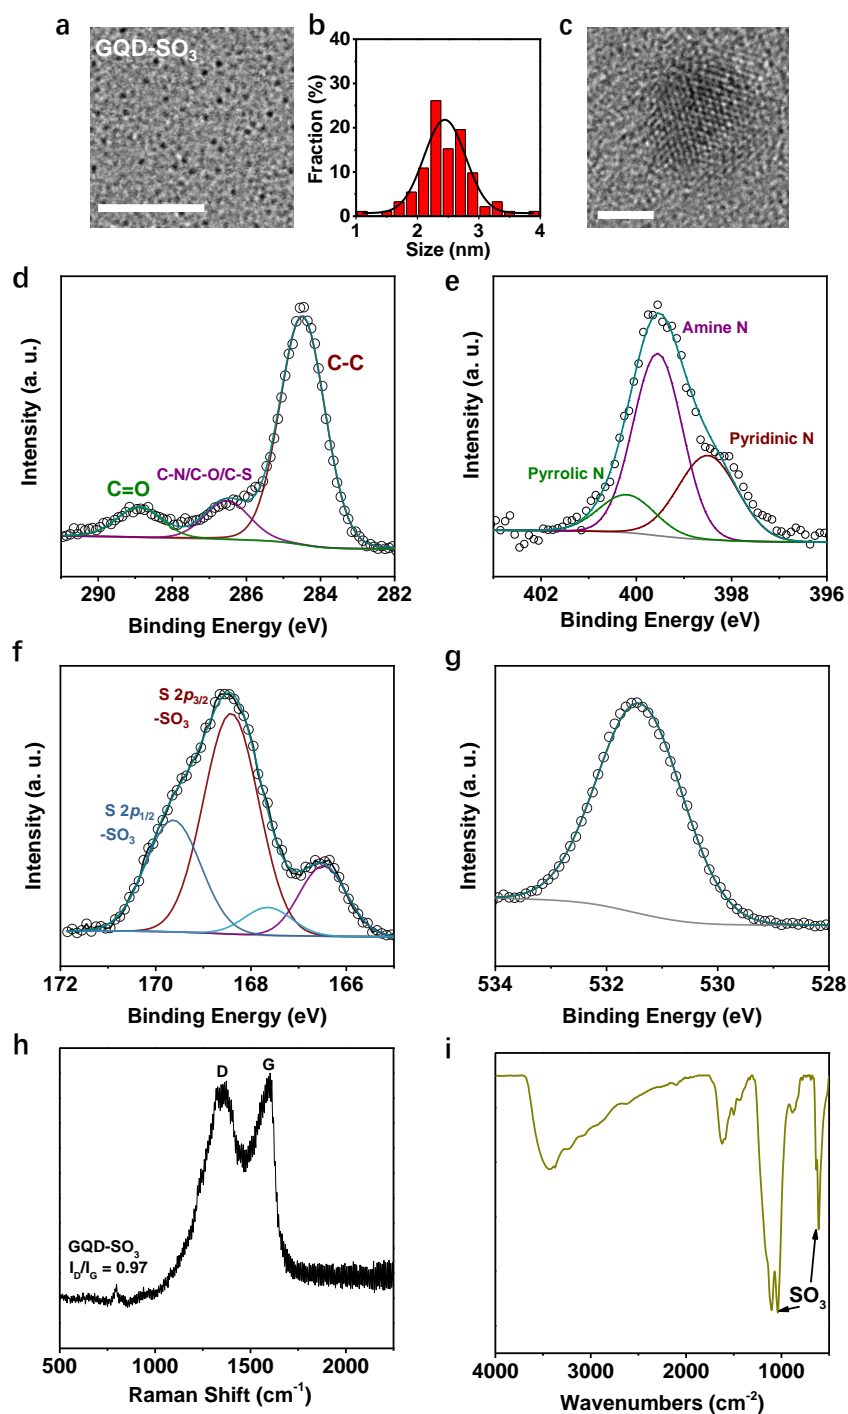 a
GQD-SO₃
b
40
30
20
10
0
Fraction (%)
1 2 3 4
Size (nm)
c
d
Intensity (a. u.)
C-C
C-N/C-O/C-S
C=O
290 288 286 284 282
Binding Energy (eV)
e
Intensity (a. u.)
Amine N
Pyridinic N
Pyrrolic N
402 400 398 396
Binding Energy (eV)
f
Intensity (a. u.)
S 2p₃/₂
-SO₃
S 2p₁/₂
-SO₃
172 170 168 166
Binding Energy (eV)
g
Intensity (a. u.)
534 532 530 528
Binding Energy (eV)
h
Intensity (a. u.)
D G
GQD-SO₃
I_D/I_G = 0.97
500 1000 1500 2000
Raman Shift (cm⁻¹)
i
Intensity (a. u.)
SO₃
4000 3000 2000 1000
Wavenumbers (cm⁻²)